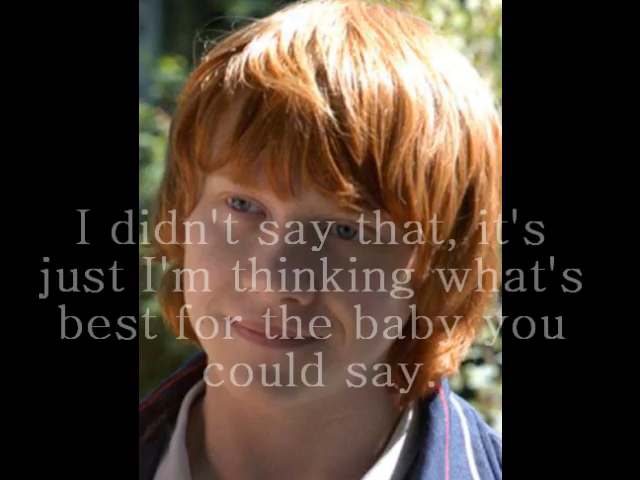 I didn't say that, it's
just I'm thinking what's
best for the baby you
could say.